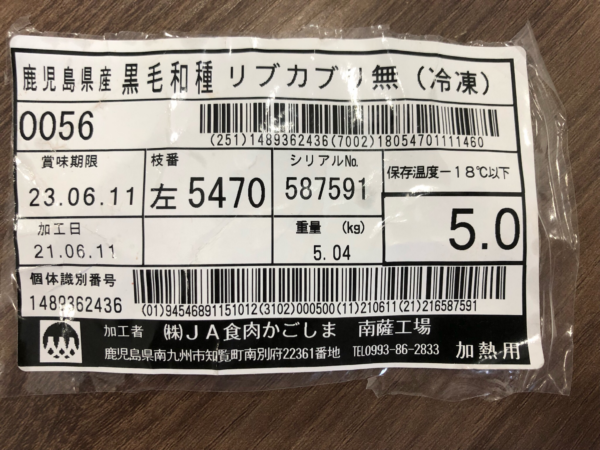 鹿児島県産 黒毛和種 リブカブリ無 (冷凍)
0056
(251)1489362436(7002)18054701111460
賞味期限 枝番 シリアルNo. 保存温度－18℃以下
23.06.11 左 5470 587591
加工日 重量 (kg) 5.0
21.06.11 5.04
個体識別番号
1489362436 (01)94546891151012(3102)000500(11)210611(21)216587591
加工者 ㈱JA食肉かごしま 南薩工場
鹿児島県南九州市知覧町南別府22361番地 TEL0993-86-2833 加熱用